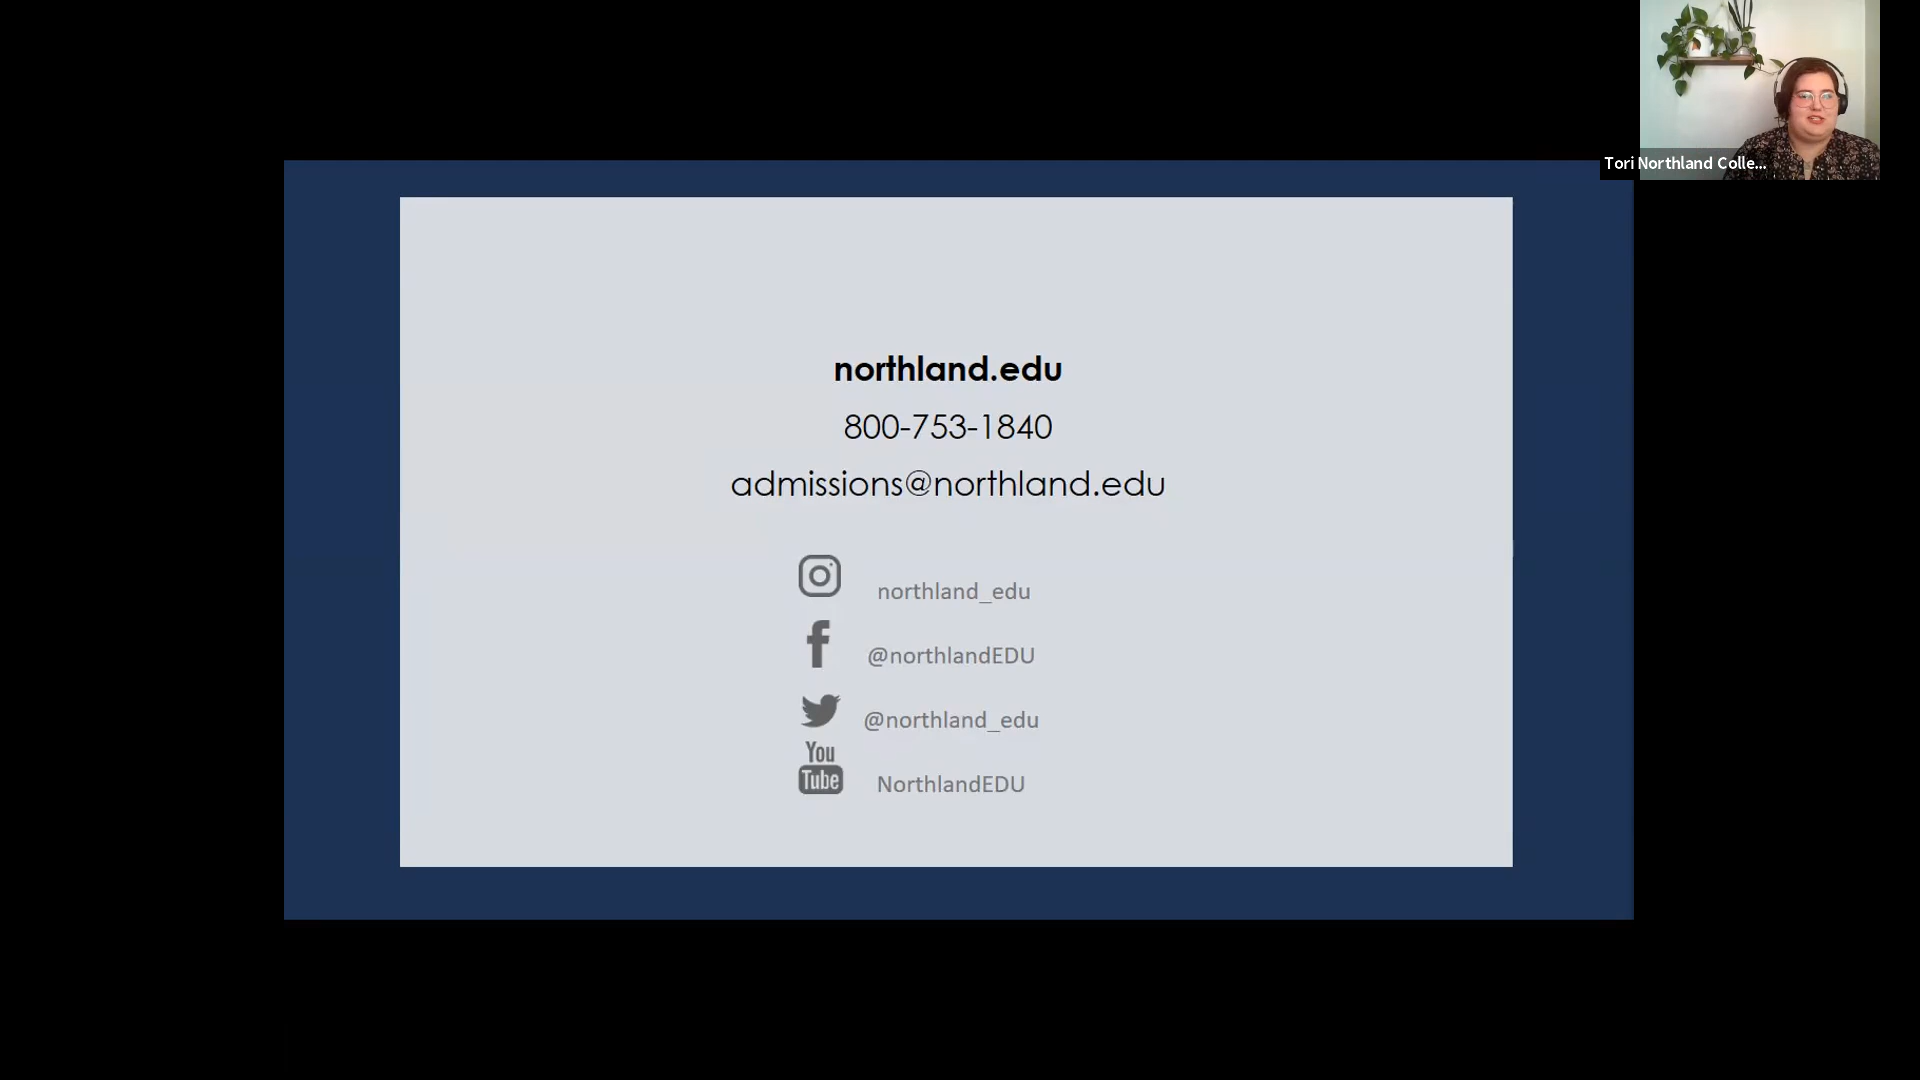 Tori Northland Colle...
northland.edu
800-753-1840
admissions@northland.edu
northland_edu
@northlandEDU
@northland_edu
You
Tube
NorthlandEDU